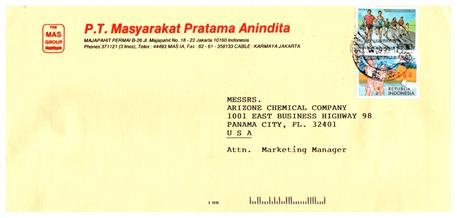 THE
MAS
GROUP
P.T. Masyarakat Pratama Anindita
MAJAPAHIT PERMAI B-26 Jl. Majapahit No. 18 - 22 Jakarta 10160 Indonesia
Phones 371121 (3 lines), Telex : 44493 MAS IA, Fax : 62 - 61 - 358133 CABLE : KARMAYA JAKARTA
REPUBLIK
INDONESIA
MESSRS.
ARIZONE CHEMICAL COMPANY
1001 EAST BUSINESS HIGHWAY 98
PANAMA CITY, FL. 32401
U S A
Attn. Marketing Manager